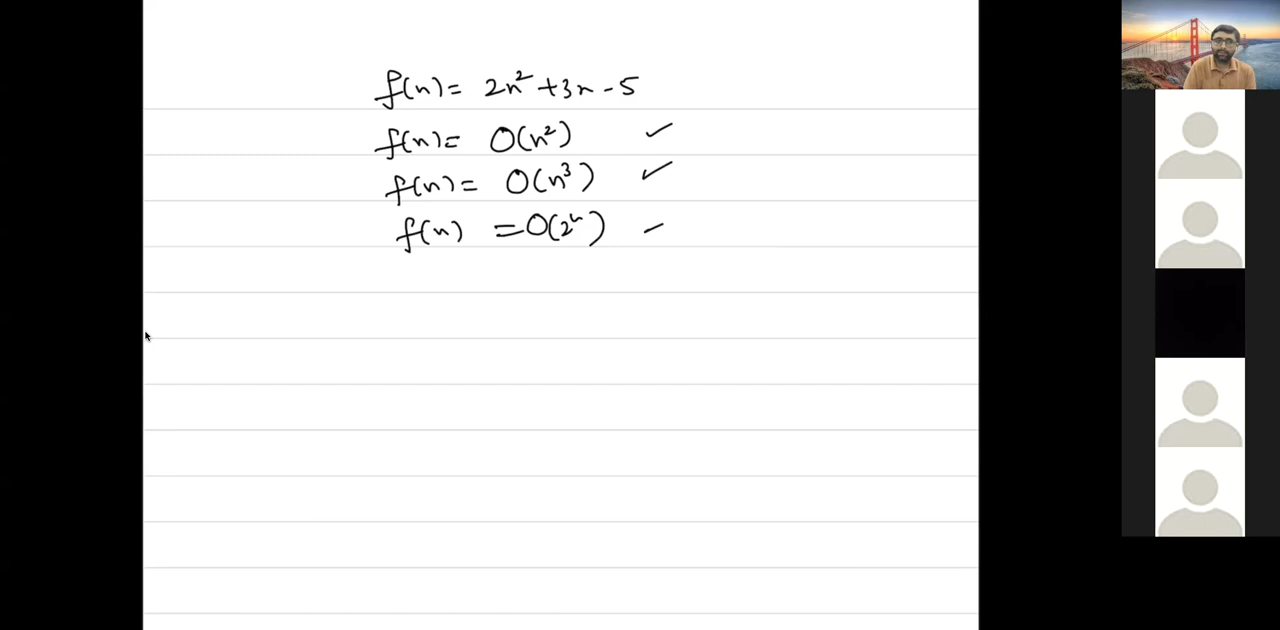 f(n) = 2n² + 3n - 5
f(n) = O(n²) ✓
f(n) = O(n³) ✓
f(n) = O(2ⁿ) ✓